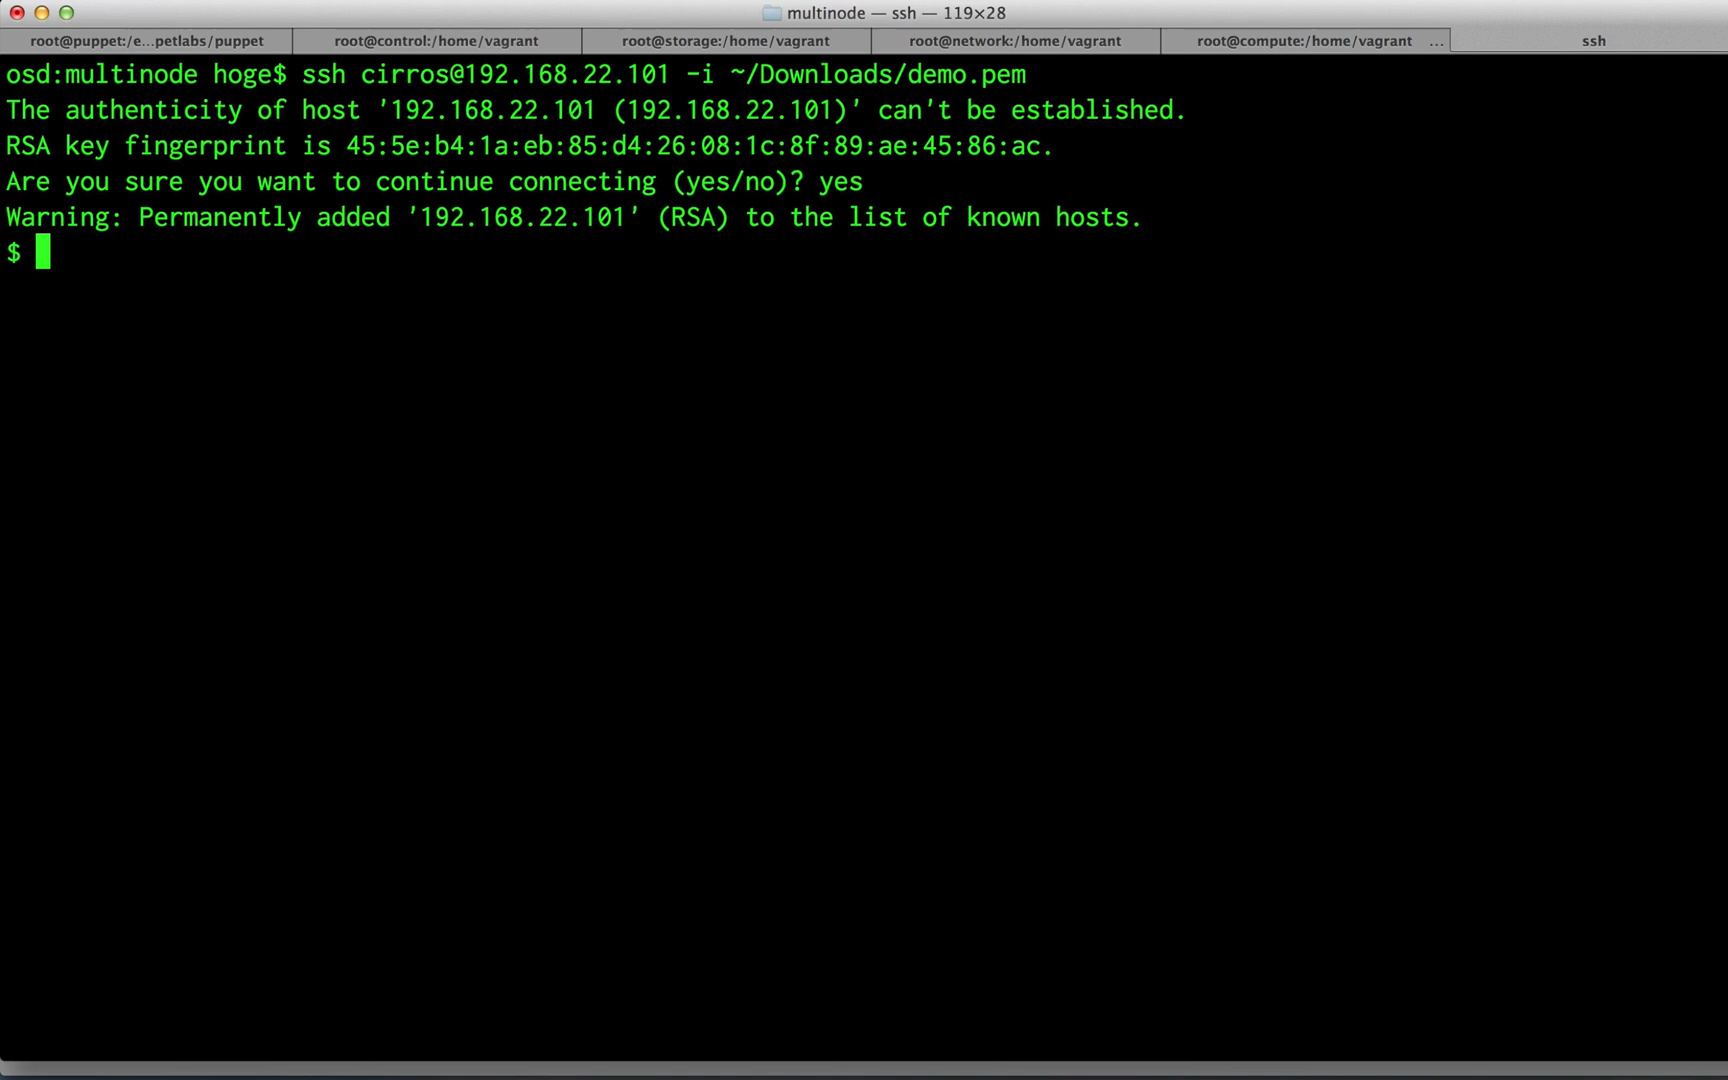 multinode — ssh — 119×28
root@puppet:/e...petlabs/puppet
root@control:/home/vagrant
root@storage:/home/vagrant
root@network:/home/vagrant
root@compute:/home/vagrant ...
ssh
osd:multinode hoge$ ssh cirros@192.168.22.101 -i ~/Downloads/demo.pem
The authenticity of host '192.168.22.101 (192.168.22.101)' can't be established.
RSA key fingerprint is 45:5e:b4:1a:eb:85:d4:26:08:1c:8f:89:ae:45:86:ac.
Are you sure you want to continue connecting (yes/no)? yes
Warning: Permanently added '192.168.22.101' (RSA) to the list of known hosts.
$